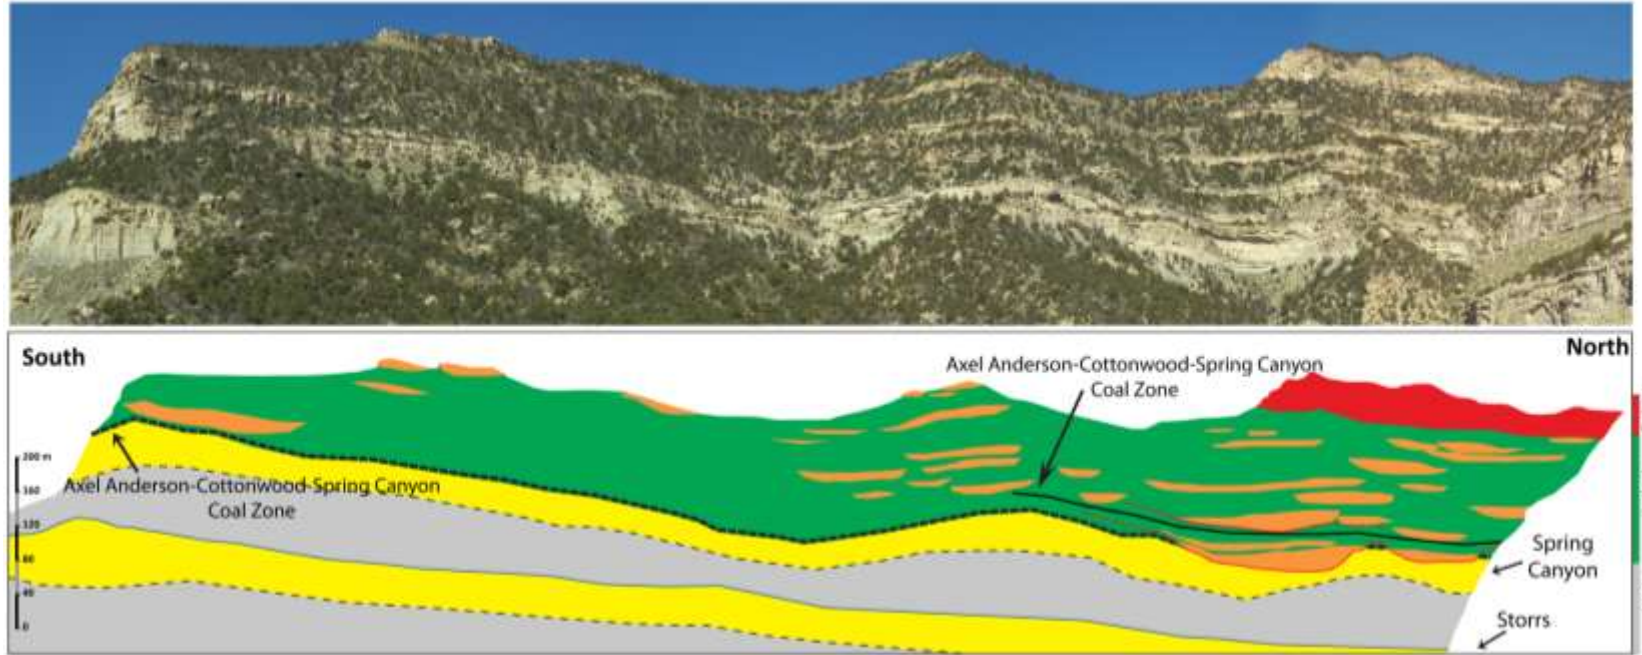 South
North
Axel Anderson-Cottonwood-Spring Canyon
Coal Zone
200 m
160
120
80
40
0
Axel Anderson-Cottonwood-Spring Canyon
Coal Zone
Spring
Canyon
Storrs